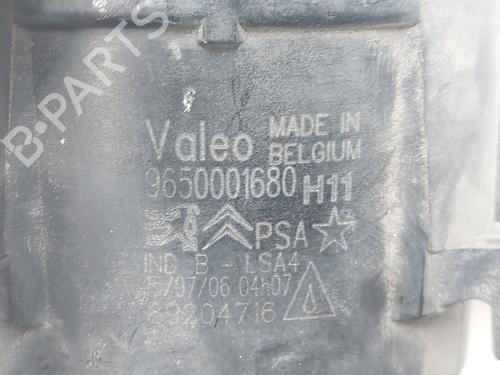 B-PARTS
Valeo MADE IN
BELGIUM
9650001680 H11
PSA
IND B - LSA4
/07/06 04h07
89204716